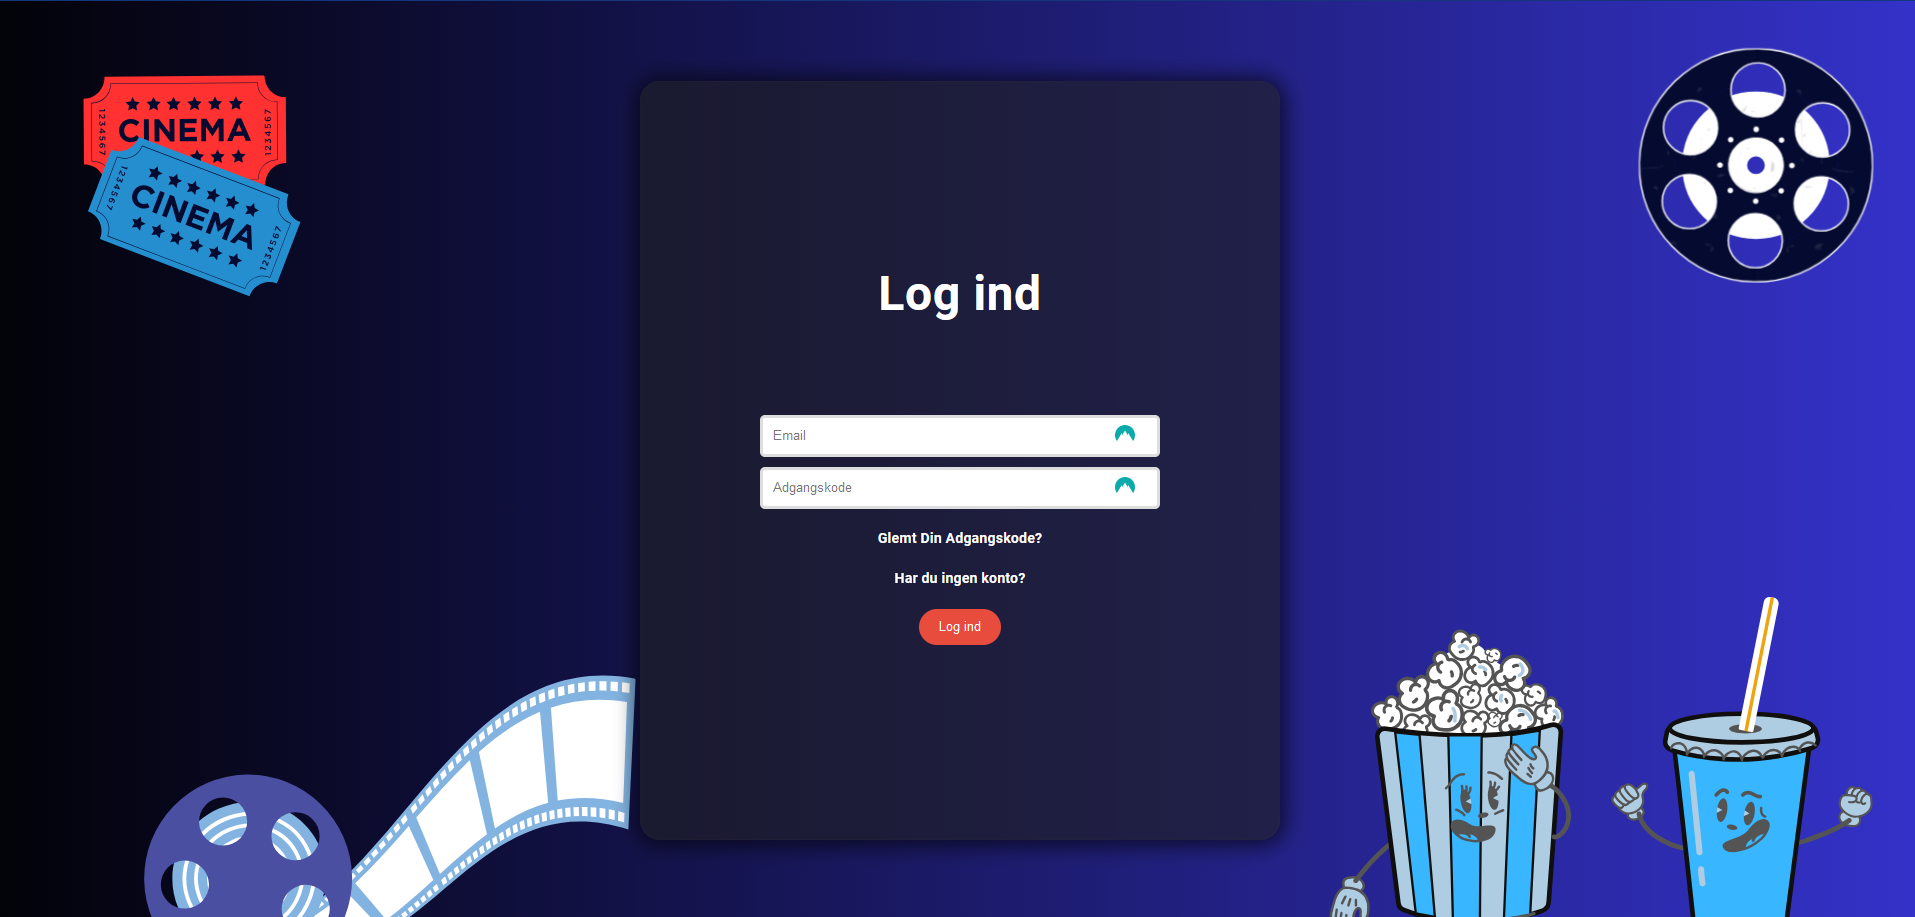 CINEMA
1234567
1234567
CINEMA
1234567
1234567
Log ind
Email
Adgangskode
Glemt Din Adgangskode?
Har du ingen konto?
Log ind